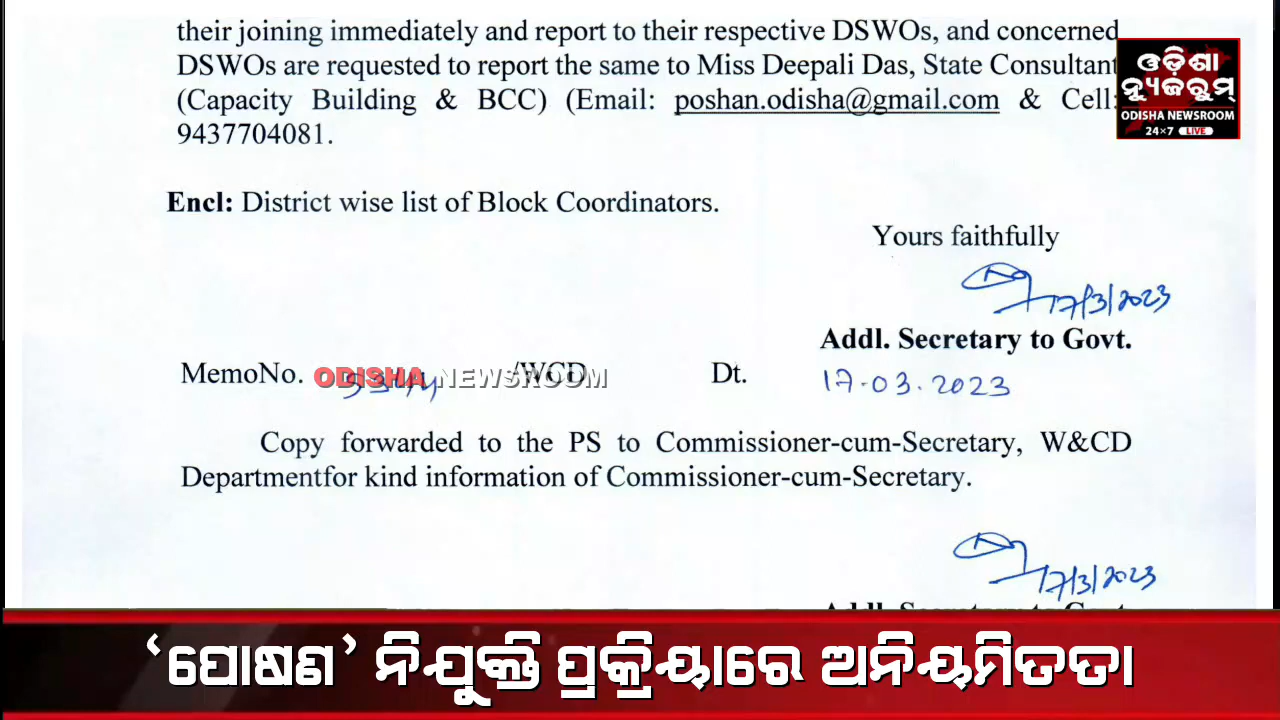 their joining immediately and report to their respective DSWOs, and concerned
DSWOs are requested to report the same to Miss Deepali Das, State Consultant
(Capacity Building & BCC) (Email: poshan.odisha@gmail.com & Cell:
9437704081.
ଓଡ଼ିଶା
ନ୍ୟୁଜରୁମ୍
ODISHA NEWSROOM
24×7 LIVE
Encl: District wise list of Block Coordinators.
Yours faithfully
17/3/2023
Addl. Secretary to Govt.
MemoNo. /WCD Dt. 17.03.2023
ODISHA NEWSROOM
Copy forwarded to the PS to Commissioner-cum-Secretary, W&CD
Departmentfor kind information of Commissioner-cum-Secretary.
17/3/2023
Addl. Secretary to Govt.
‘ପୋଷଣ’ ନିଯୁକ୍ତି ପ୍ରକ୍ରିୟାରେ ଅନିୟମିତତା